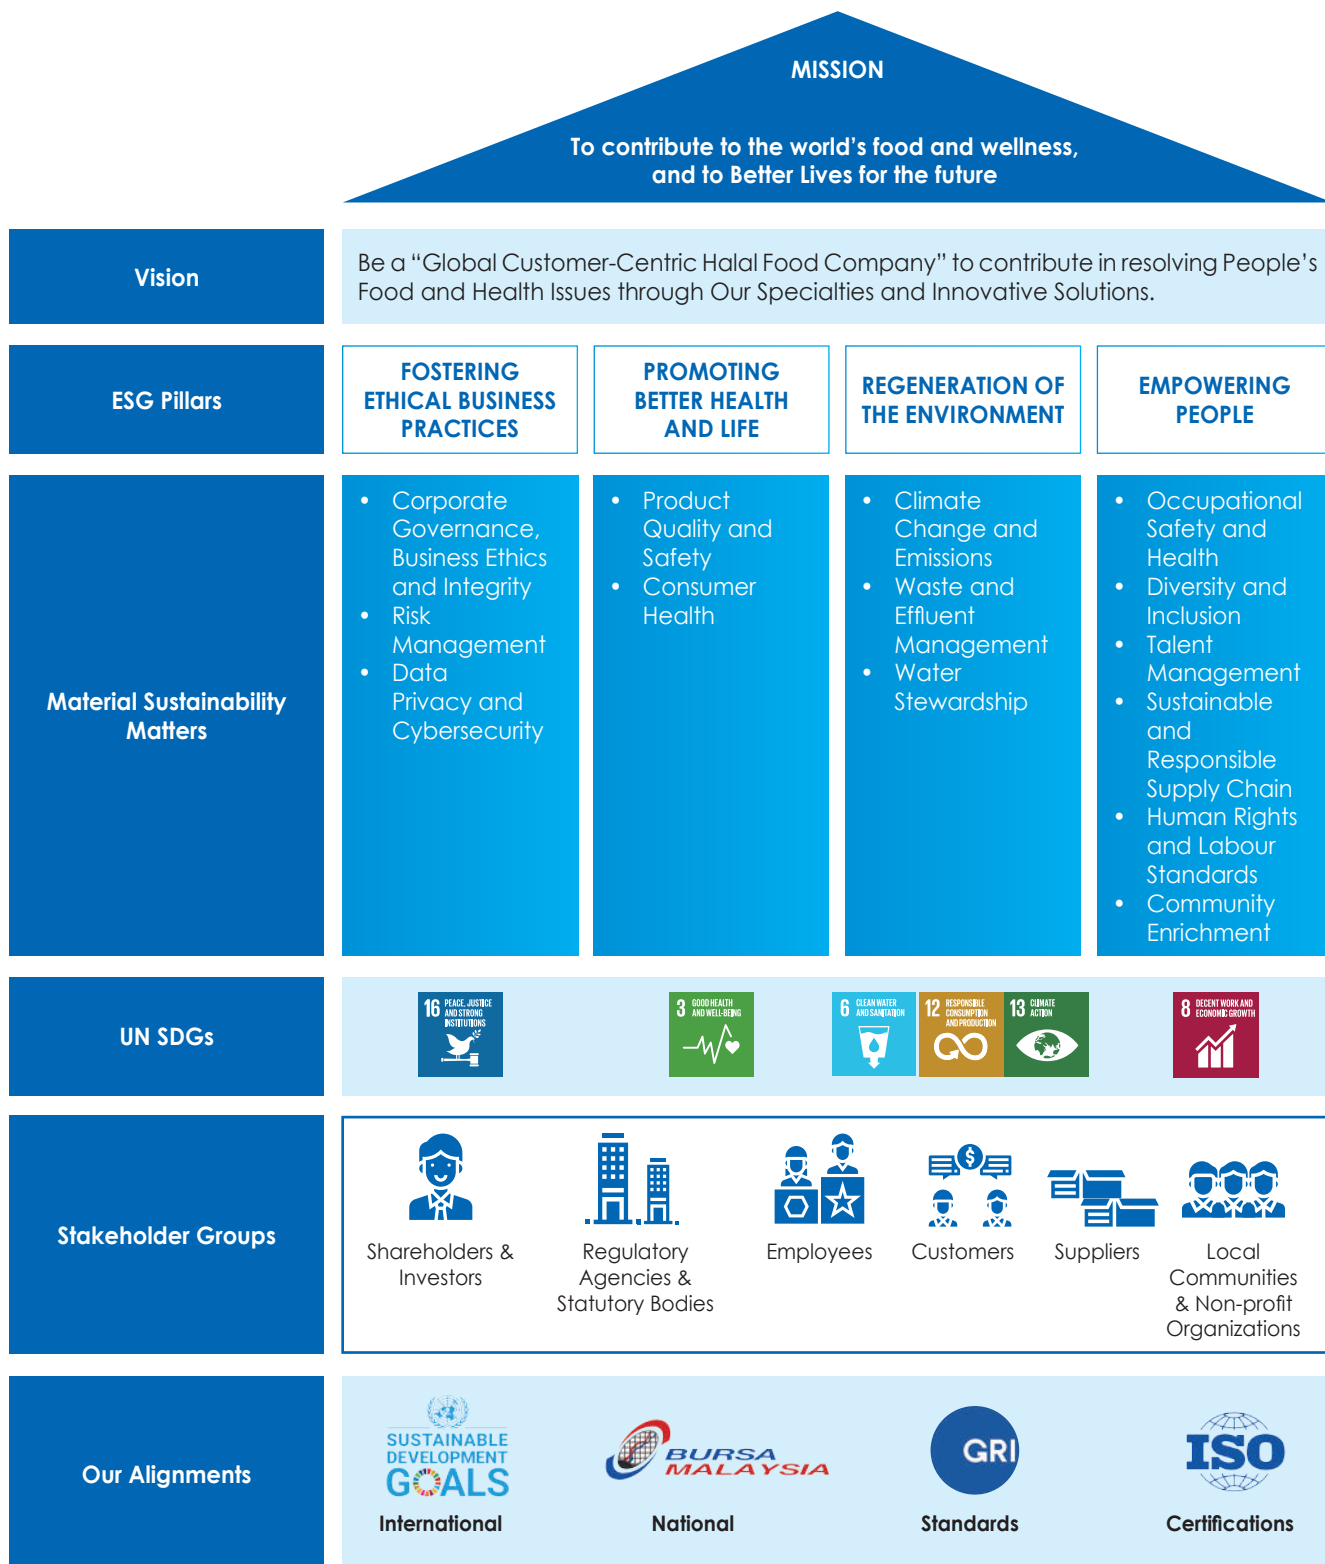 MISSION
To contribute to the world's food and wellness,
and to Better Lives for the future
Vision
Be a “Global Customer-Centric Halal Food Company” to contribute in resolving People’s
Food and Health Issues through Our Specialties and Innovative Solutions.
ESG Pillars
FOSTERING
ETHICAL BUSINESS
PRACTICES
PROMOTING
BETTER HEALTH
AND LIFE
REGENERATION OF
THE ENVIRONMENT
EMPOWERING
PEOPLE
Material Sustainability
Matters
• Corporate
Governance,
Business Ethics
and Integrity
• Risk
Management
• Data
Privacy and
Cybersecurity
• Product
Quality and
Safety
• Consumer
Health
• Climate
Change and
Emissions
• Waste and
Effluent
Management
• Water
Stewardship
• Occupational
Safety and
Health
• Diversity and
Inclusion
• Talent
Management
• Sustainable
and
Responsible
Supply Chain
• Human Rights
and Labour
Standards
• Community
Enrichment
UN SDGs
16 PEACE, JUSTICE
AND STRONG
INSTITUTIONS
3 GOOD HEALTH
AND WELL-BEING
6 CLEAN WATER
AND SANITATION
12 RESPONSIBLE
CONSUMPTION
AND PRODUCTION
13 CLIMATE
ACTION
8 DECENT WORK AND
ECONOMIC GROWTH
Stakeholder Groups
$
Shareholders &
Investors
Regulatory
Agencies &
Statutory Bodies
Employees
Customers
Suppliers
Local
Communities
& Non-profit
Organizations
Our Alignments
SUSTAINABLE
DEVELOPMENT
GOALS
International
BURSA
MALAYSIA
National
GRI
Standards
ISO
Certifications